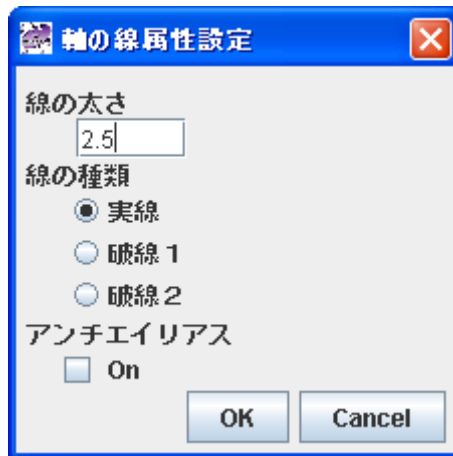 軸の線属性設定
線の太さ
2.5
線の種類
実線
破線１
破線２
アンチエイリアス
On
OK Cancel